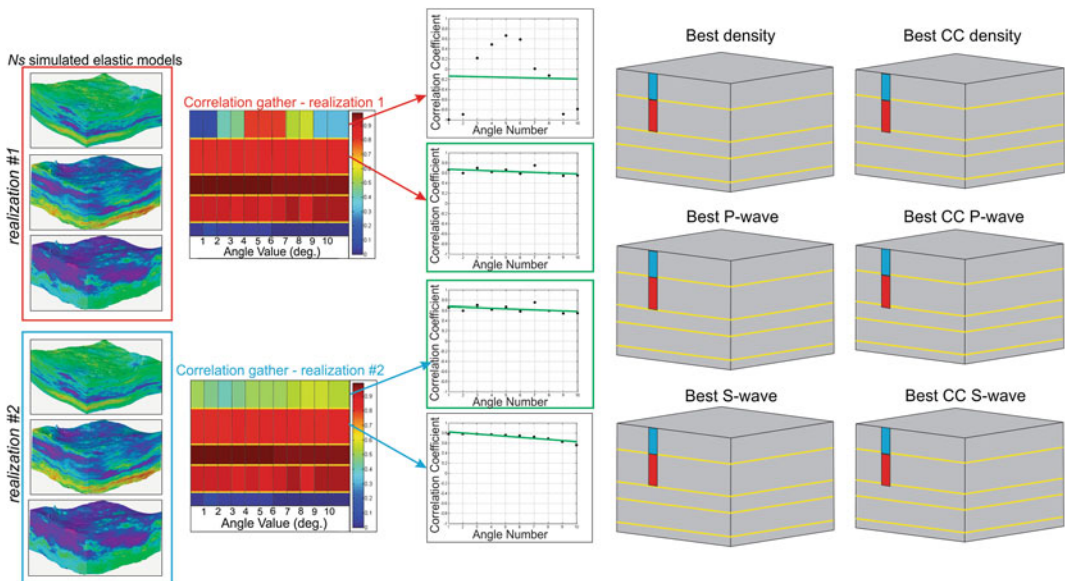 Ns simulated elastic models
realization #1
realization #2
Correlation gather - realization 1
1 2 3 4 5 6 7 8 9 10
Angle Value (deg.)
Correlation gather - realization #2
1 2 3 4 5 6 7 8 9 10
Angle Value (deg.)
Correlation Coefficient
Angle Number
Correlation Coefficient
Angle Number
Correlation Coefficient
Angle Number
Correlation Coefficient
Angle Number
Best density
Best CC density
Best P-wave
Best CC P-wave
Best S-wave
Best CC S-wave